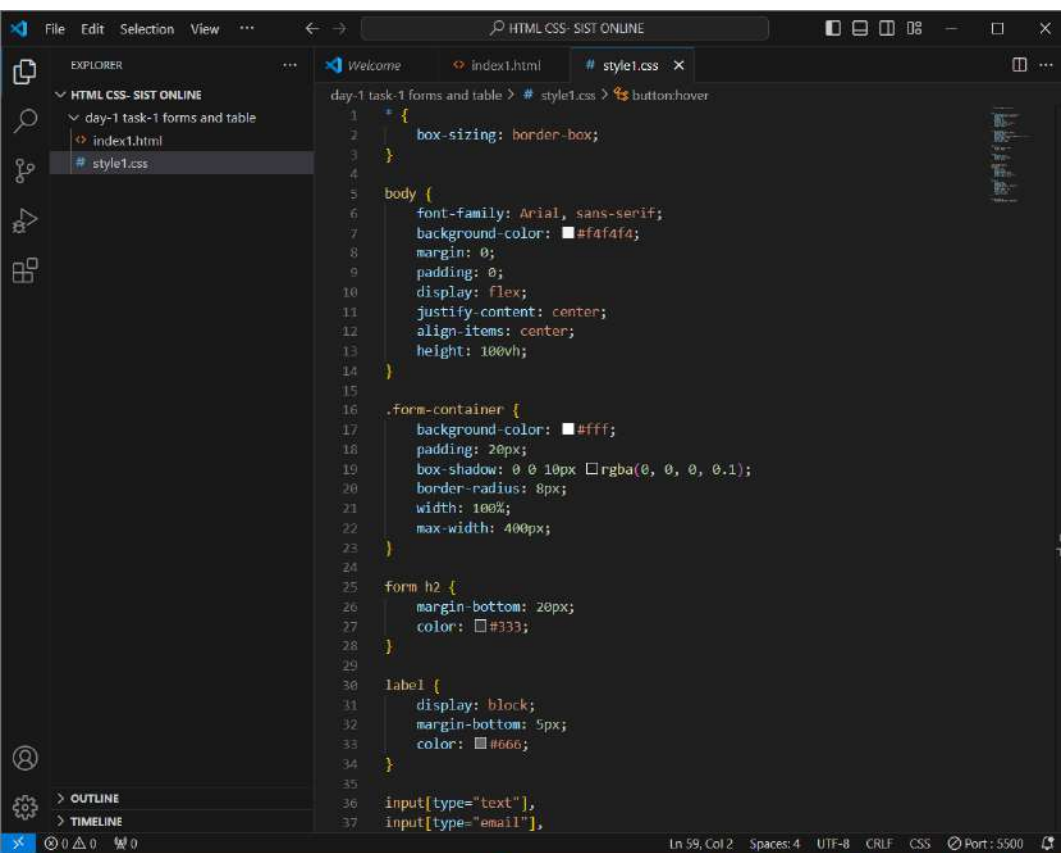 File Edit Selection View ··· HTML CSS- SIST ONLINE
EXPLORER ···
HTML CSS- SIST ONLINE
day-1 task-1 forms and table
index1.html
# style1.css
OUTLINE
TIMELINE
Welcome <> index1.html # style1.css ×
day-1 task-1 forms and table > # style1.css > button:hover
1 * {
2 box-sizing: border-box;
3 }
4
5 body {
6 font-family: Arial, sans-serif;
7 background-color: #f4f4f4;
8 margin: 0;
9 padding: 0;
10 display: flex;
11 justify-content: center;
12 align-items: center;
13 height: 100vh;
14 }
15
16 .form-container {
17 background-color: #fff;
18 padding: 20px;
19 box-shadow: 0 0 10px rgba(0, 0, 0, 0.1);
20 border-radius: 8px;
21 width: 100%;
22 max-width: 400px;
23 }
24
25 form h2 {
26 margin-bottom: 20px;
27 color: #333;
28 }
29
30 label {
31 display: block;
32 margin-bottom: 5px;
33 color: #666;
34 }
35
36 input[type="text"],
37 input[type="email"],
0 0 0 Ln 59, Col 2 Spaces: 4 UTF-8 CRLF CSS Port : 5500